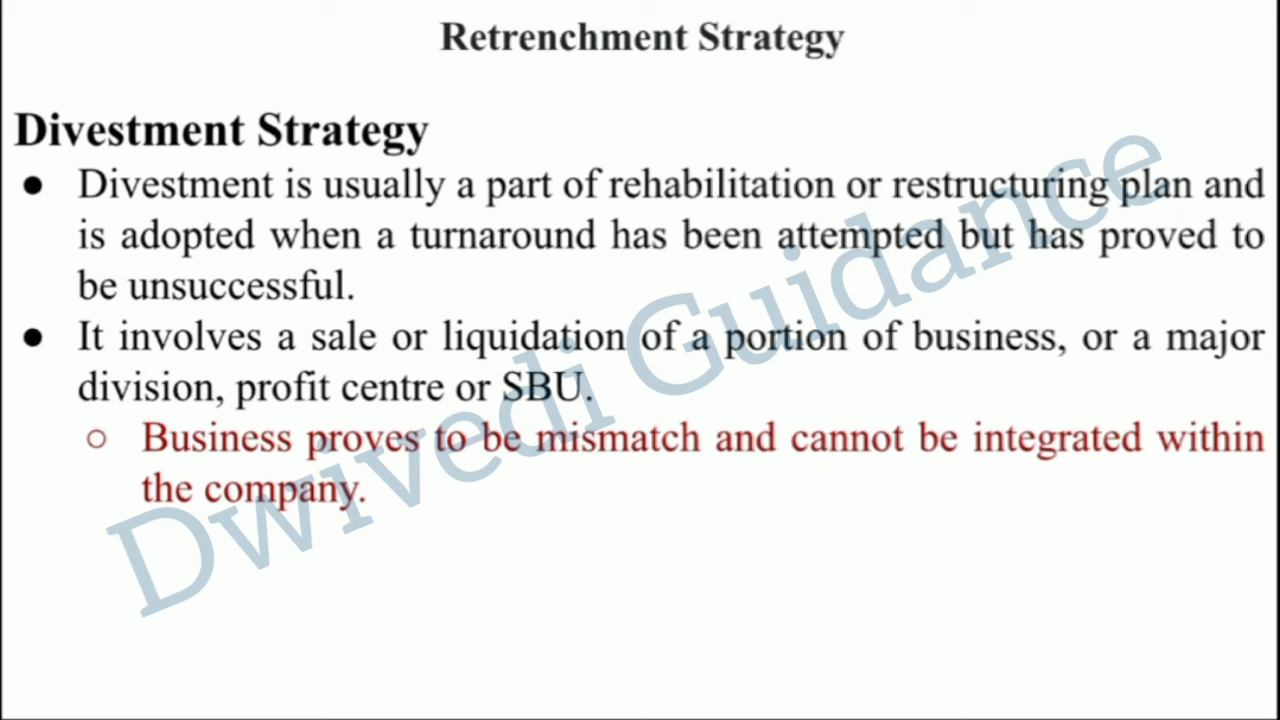 Retrenchment Strategy
Divestment Strategy
● Divestment is usually a part of rehabilitation or restructuring plan and
is adopted when a turnaround has been attempted but has proved to
be unsuccessful.
● It involves a sale or liquidation of a portion of business, or a major
division, profit centre or SBU.
○ Business proves to be mismatch and cannot be integrated within
the company.
Dwivedi Guidance